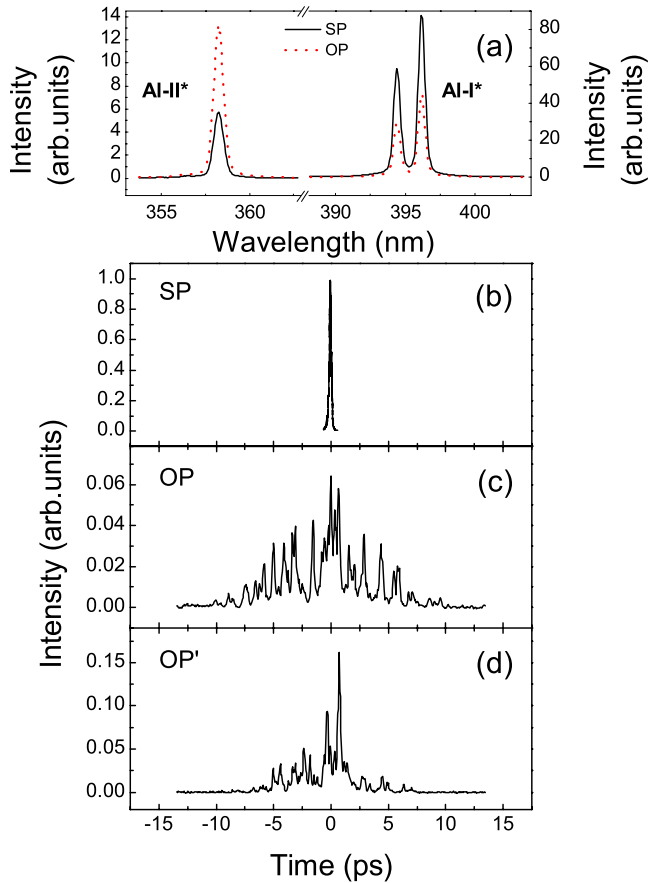 14
12
10
8
6
4
2
0
Intensity
(arb.units)
SP
OP
(a)
Al-II*
Al-I*
80
60
40
20
0
Intensity
(arb.units)
355
360
390
395
400
Wavelength (nm)
1.0
0.8
0.6
0.4
0.2
0.0
SP
(b)
Intensity (arb.units)
0.06
0.04
0.02
0.00
OP
(c)
0.15
0.10
0.05
0.00
OP'
(d)
-15
-10
-5
0
5
10
15
Time (ps)